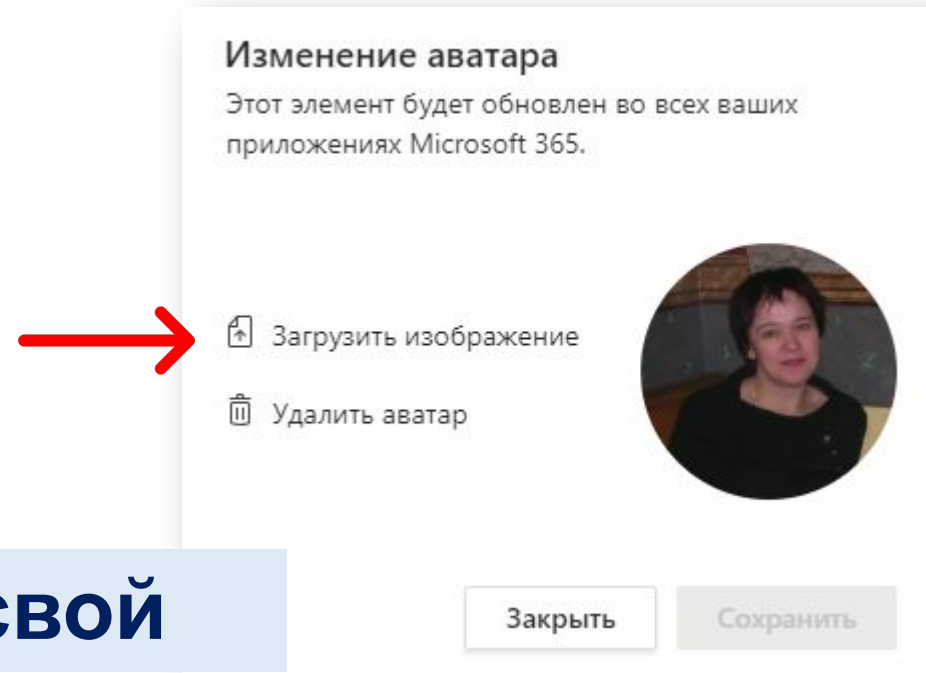 Изменение аватара
Этот элемент будет обновлен во всех ваших
приложениях Microsoft 365.
Загрузить изображение
Удалить аватар
свой
Закрыть
Сохранить